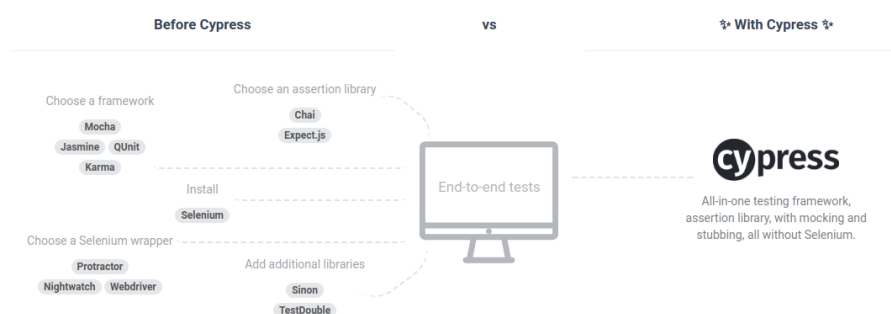 Before Cypress
vs
✨ With Cypress ✨
Choose a framework
Mocha
Jasmine QUnit
Karma
Choose an assertion library
Chai
Expect.js
Install
Selenium
Choose a Selenium wrapper
Protractor
Nightwatch Webdriver
Add additional libraries
Sinon
TestDouble
End-to-end tests
cypress
All-in-one testing framework,
assertion library, with mocking and
stubbing, all without Selenium.